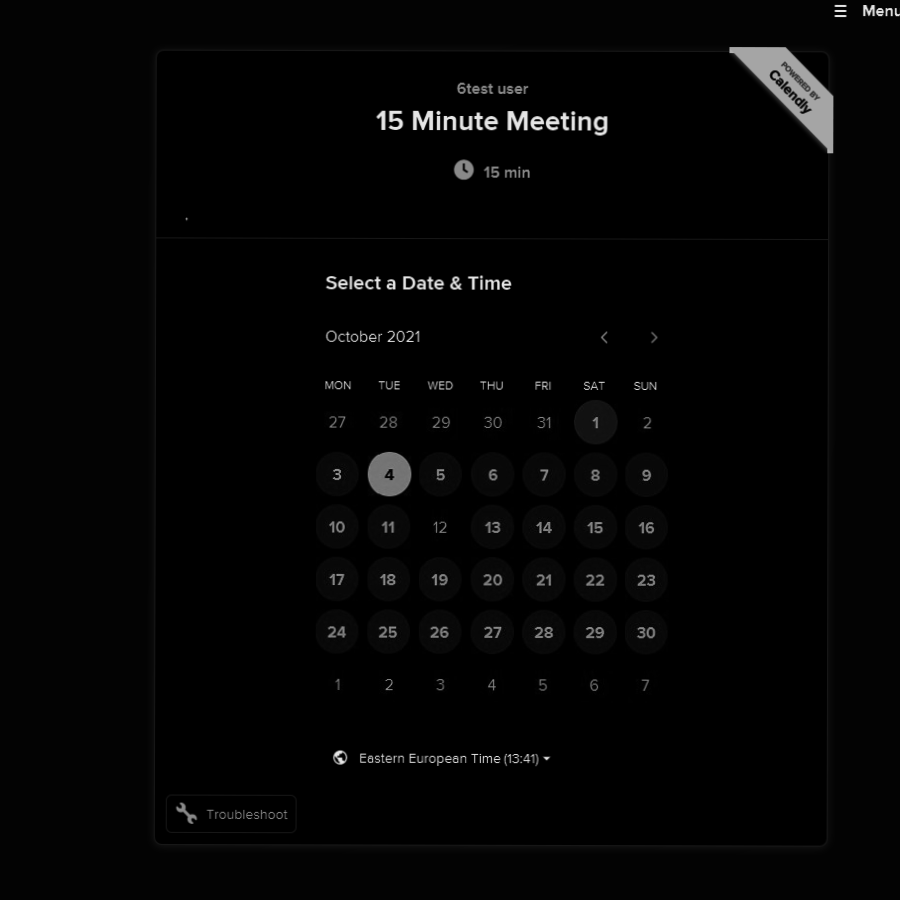 ☰ Menu
POWERED BY
Calendly
6test user
15 Minute Meeting
15 min
.
Select a Date & Time
October 2021
MON TUE WED THU FRI SAT SUN
27 28 29 30 31 1 2
3 4 5 6 7 8 9
10 11 12 13 14 15 16
17 18 19 20 21 22 23
24 25 26 27 28 29 30
1 2 3 4 5 6 7
Eastern European Time (13:41)
Troubleshoot